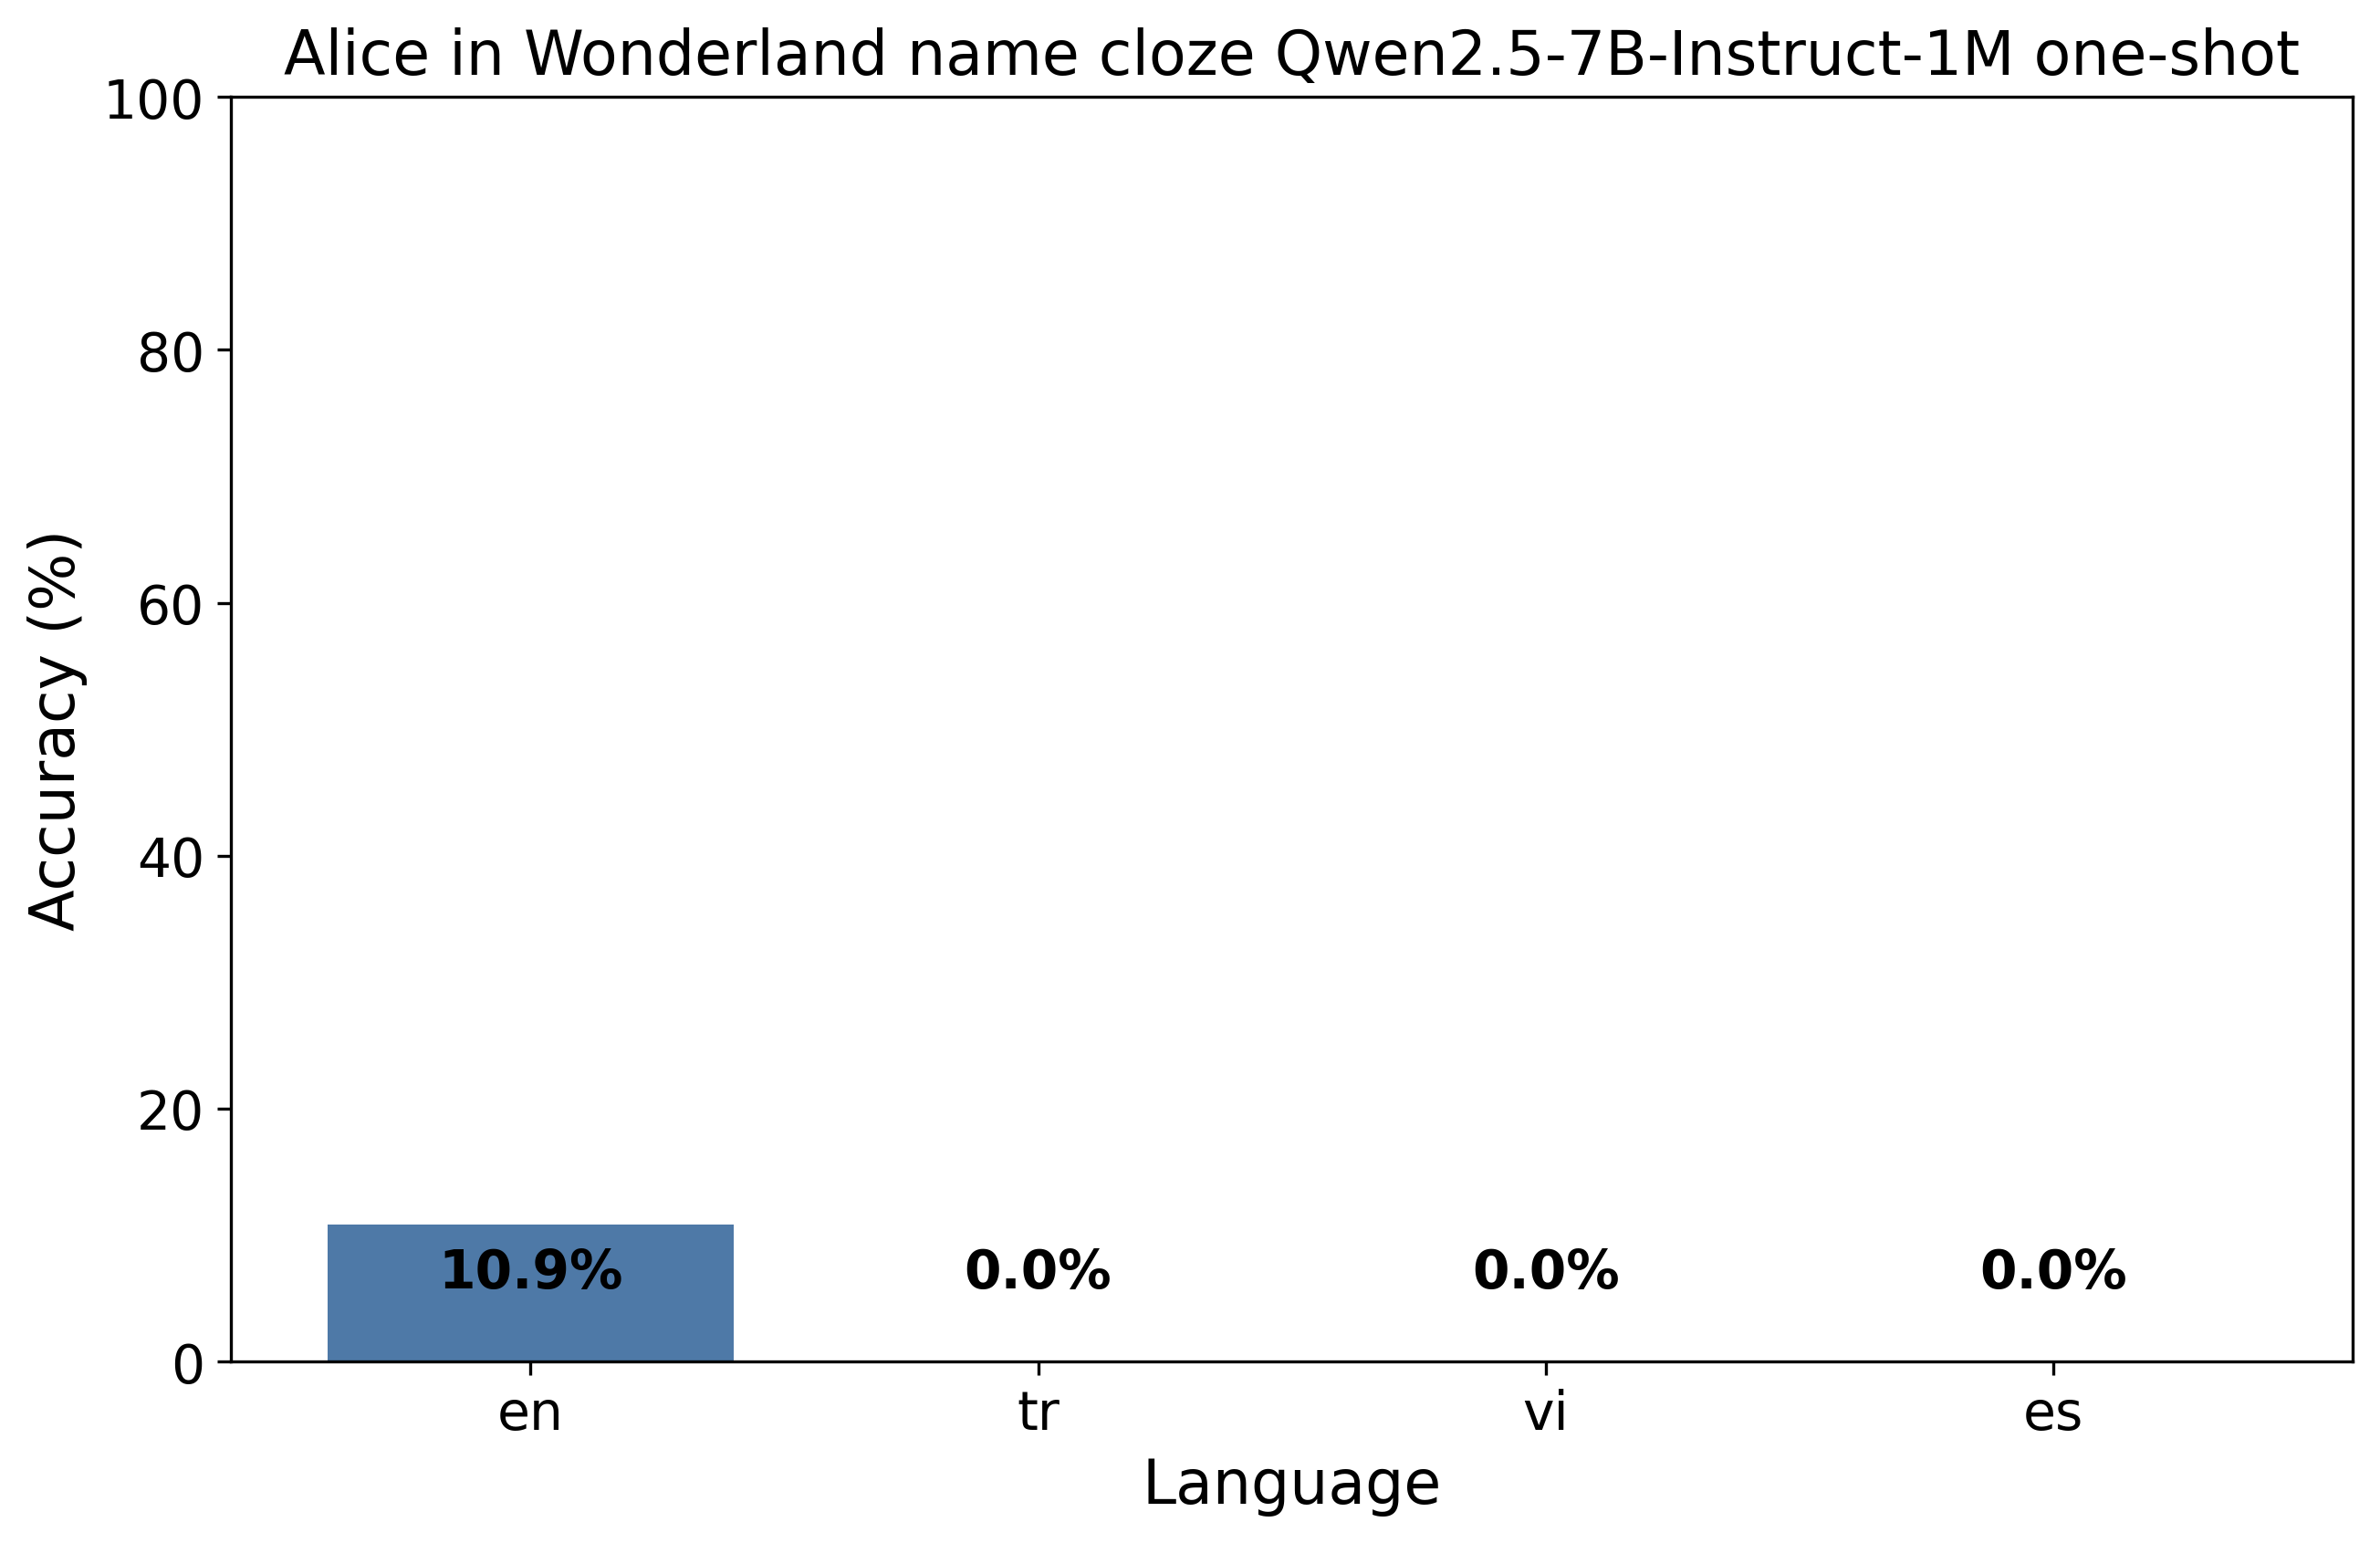 Alice in Wonderland name cloze Qwen2.5-7B-Instruct-1M one-shot
100
80
60
40
20
0
Accuracy (%)
10.9%
0.0%
0.0%
0.0%
en
tr
vi
es
Language